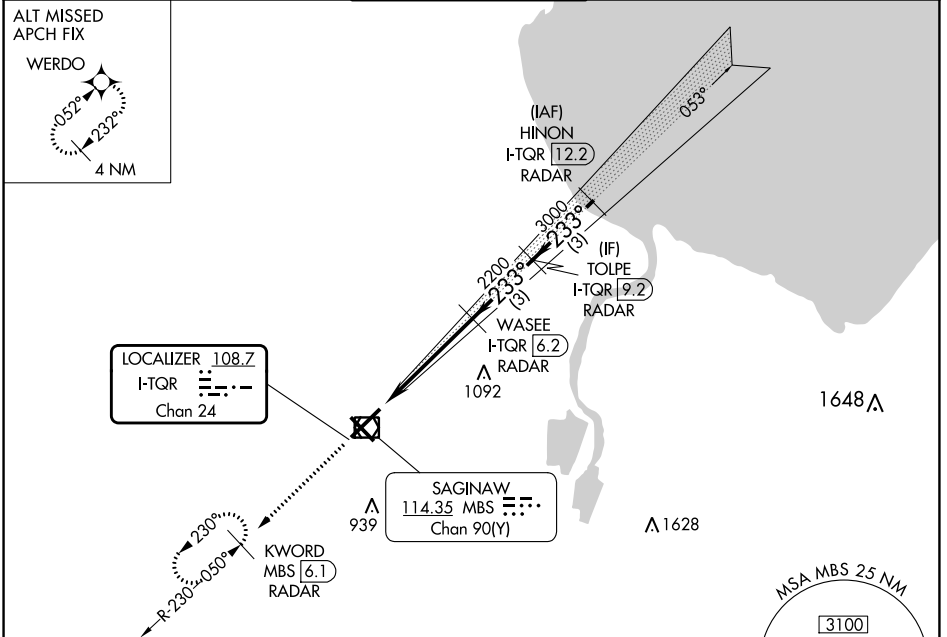 ALT MISSED
APCH FIX
WERDO
052°
232°
4 NM
053°
(IAF)
HINON
I-TQR 12.2
RADAR
3000
233°
(3)
(IF)
TOLPE
I-TQR 9.2
RADAR
2200
233°
(3)
WASEE
I-TQR 6.2
RADAR
1092
1648
LOCALIZER 108.7
I-TQR
Chan 24
SAGINAW
114.35 MBS
Chan 90(Y)
939
1628
230°
050°
R-230
KWORD
MBS 6.1
RADAR
MSA MBS 25 NM
3100